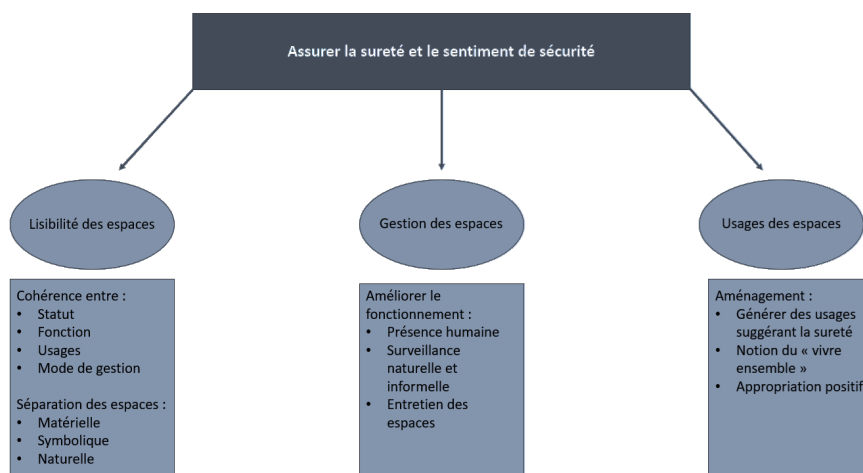 Assurer la sureté et le sentiment de sécurité
Lisibilité des espaces
Gestion des espaces
Usages des espaces
Cohérence entre :
• Statut
• Fonction
• Usages
• Mode de gestion
Séparation des espaces :
• Matérielle
• Symbolique
• Naturelle
Améliorer le
fonctionnement :
• Présence humaine
• Surveillance
naturelle et
informelle
• Entretien des
espaces
Aménagement :
• Générer des usages
suggérant la sureté
• Notion du « vivre
ensemble »
• Appropriation positif